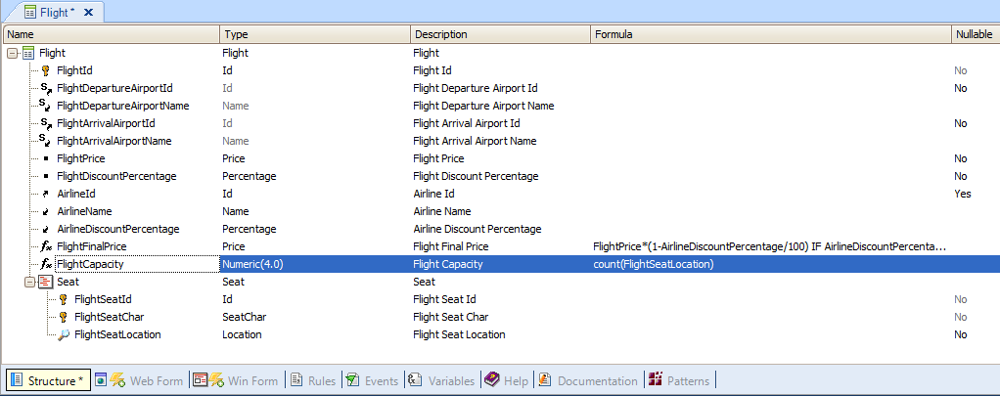 Flight *
Name Type Description Formula Nullable
Flight Flight Flight
FlightId Id Flight Id No
FlightDepartureAirportId Id Flight Departure Airport Id No
FlightDepartureAirportName Name Flight Departure Airport Name
FlightArrivalAirportId Id Flight Arrival Airport Id No
FlightArrivalAirportName Name Flight Arrival Airport Name
FlightPrice Price Flight Price No
FlightDiscountPercentage Percentage Flight Discount Percentage No
AirlineId Id Airline Id Yes
AirlineName Name Airline Name
AirlineDiscountPercentage Percentage Airline Discount Percentage
FlightFinalPrice Price Flight Final Price FlightPrice*(1-AirlineDiscountPercentage/100) IF AirlineDiscountPercenta...
FlightCapacity Numeric(4.0) Flight Capacity count(FlightSeatLocation)
Seat Seat Seat
FlightSeatId Id Flight Seat Id No
FlightSeatChar SeatChar Flight Seat Char No
FlightSeatLocation Location Flight Seat Location No
Structure * Web Form Win Form Rules Events Variables Help Documentation Patterns